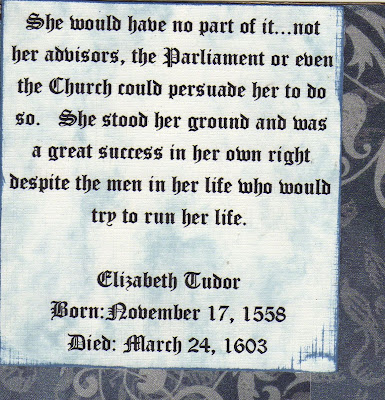 She would have no part of it...not
her advisors, the Parliament or even
the Church could persuade her to do
so. She stood her ground and was
a great success in her own right
despite the men in her life who would
try to run her life.
Elizabeth Tudor
Born:November 17, 1558
Died: March 24, 1603